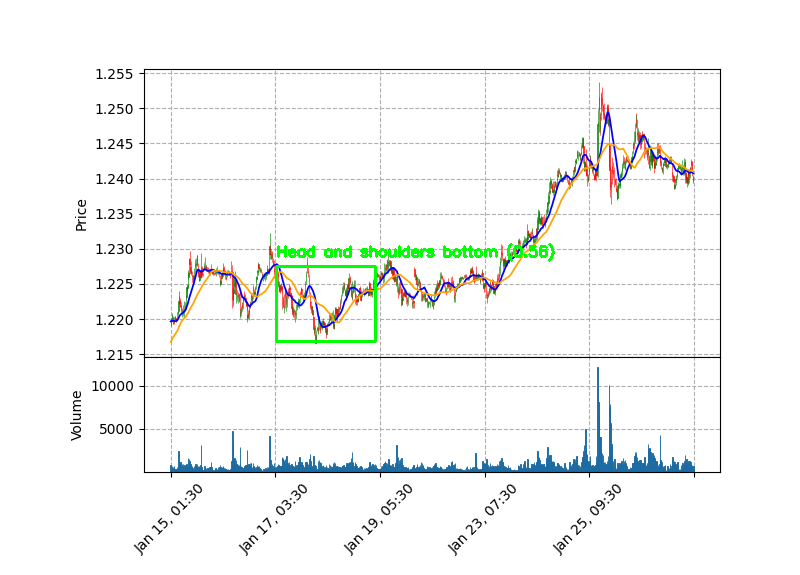 1.255
1.250
1.245
1.240
1.235
1.230
1.225
1.220
1.215
Price
Head and shoulders bottom (0.56)
10000
5000
Volume
Jan 15, 01:30
Jan 17, 03:30
Jan 19, 05:30
Jan 23, 07:30
Jan 25, 09:30